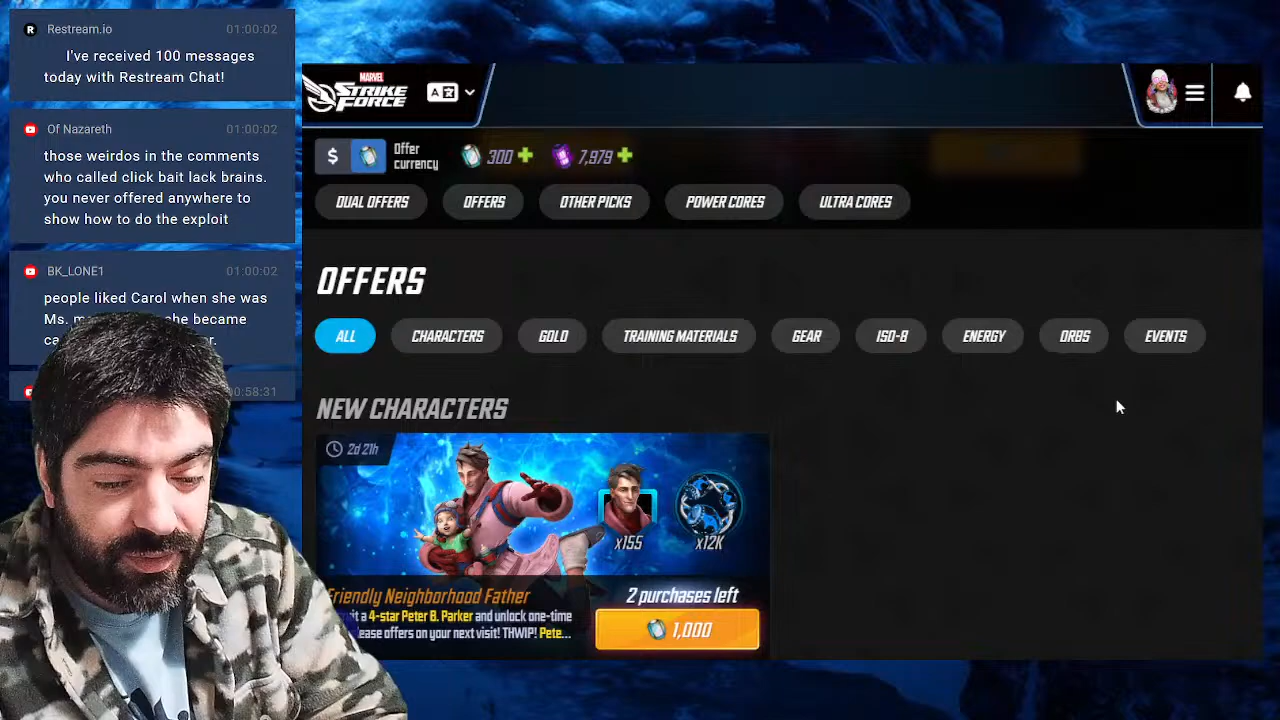 Restream.io 01:00:02
I've received 100 messages
today with Restream Chat!
Of Nazareth 01:00:02
those weirdos in the comments
who called click bait lack brains.
you never offered anywhere to
show how to do the exploit
BK_LONE1 01:00:02
people liked Carol when she was
Ms.
00:58:31
MARVEL
STRIKE
FORCE
$ Offer
currency
300
7,979
DUAL OFFERS
OFFERS
OTHER PICKS
POWER CORES
ULTRA CORES
OFFERS
ALL
CHARACTERS
GOLD
TRAINING MATERIALS
GEAR
ISO-8
ENERGY
ORBS
EVENTS
NEW CHARACTERS
2d 21h
x155
x12K
Friendly Neighborhood Father
2 purchases left
a 4-star Peter B. Parker and unlock one-time
offers on your next visit! THWIP! Pete...
1,000